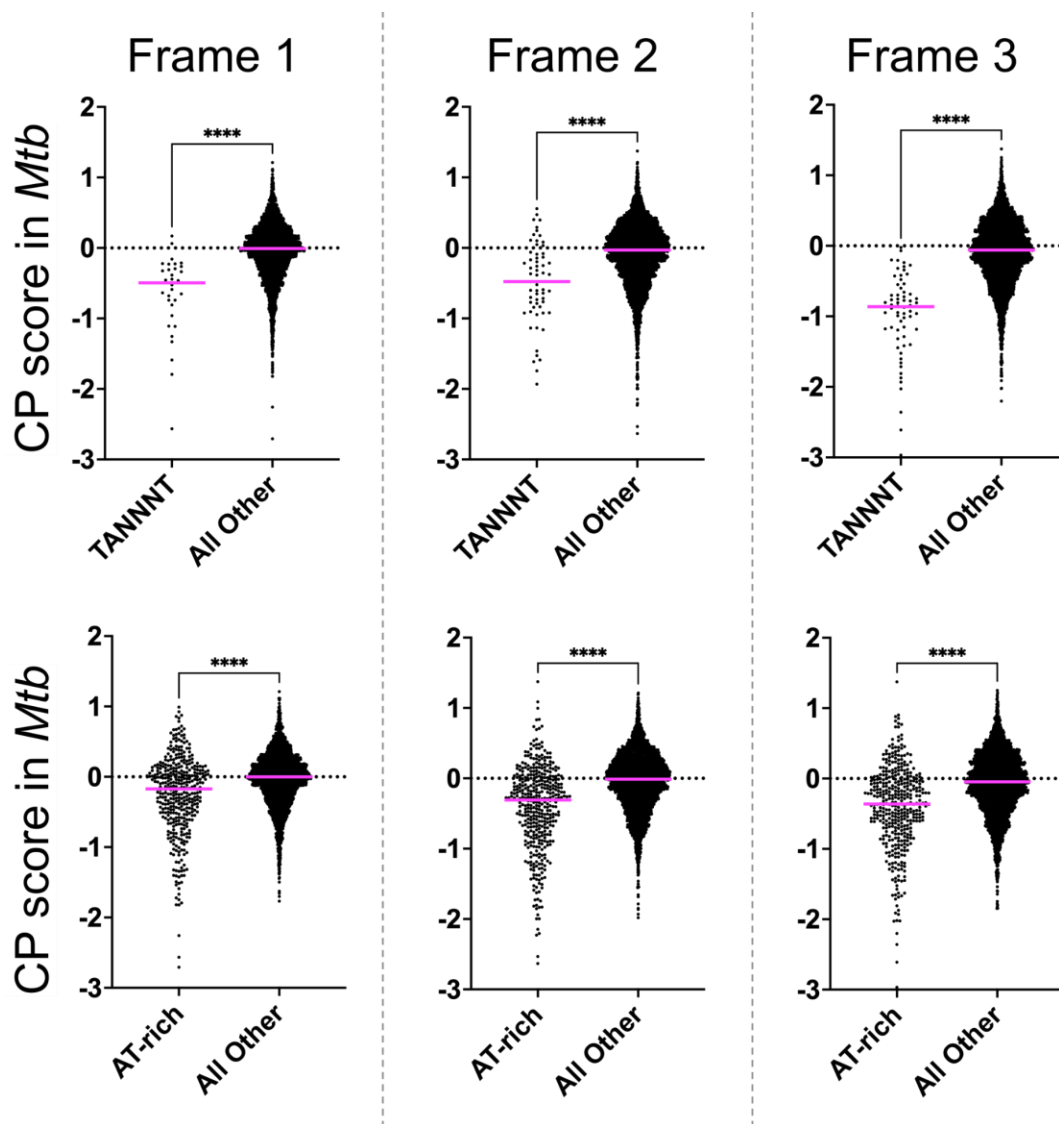 Frame 1
Frame 2
Frame 3
CP score in Mtb
2
1
0
-1
-2
-3
****
TANNNT
All Other
2
1
0
-1
-2
-3
****
TANNNT
All Other
2
1
0
-1
-2
-3
****
TANNNT
All Other
CP score in Mtb
2
1
0
-1
-2
-3
****
AT-rich
All Other
2
1
0
-1
-2
-3
****
AT-rich
All Other
2
1
0
-1
-2
-3
****
AT-rich
All Other